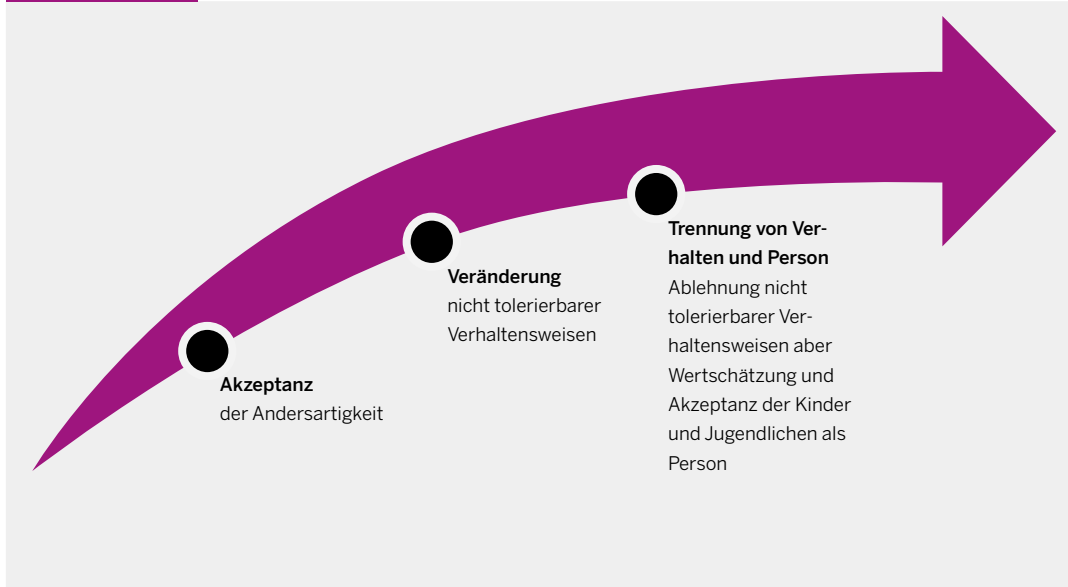 Akzeptanz
der Andersartigkeit
Veränderung
nicht tolerierbarer
Verhaltensweisen
Trennung von Ver-
halten und Person
Ablehnung nicht
tolerierbarer Ver-
haltensweisen aber
Wertschätzung und
Akzeptanz der Kinder
und Jugendlichen als
Person